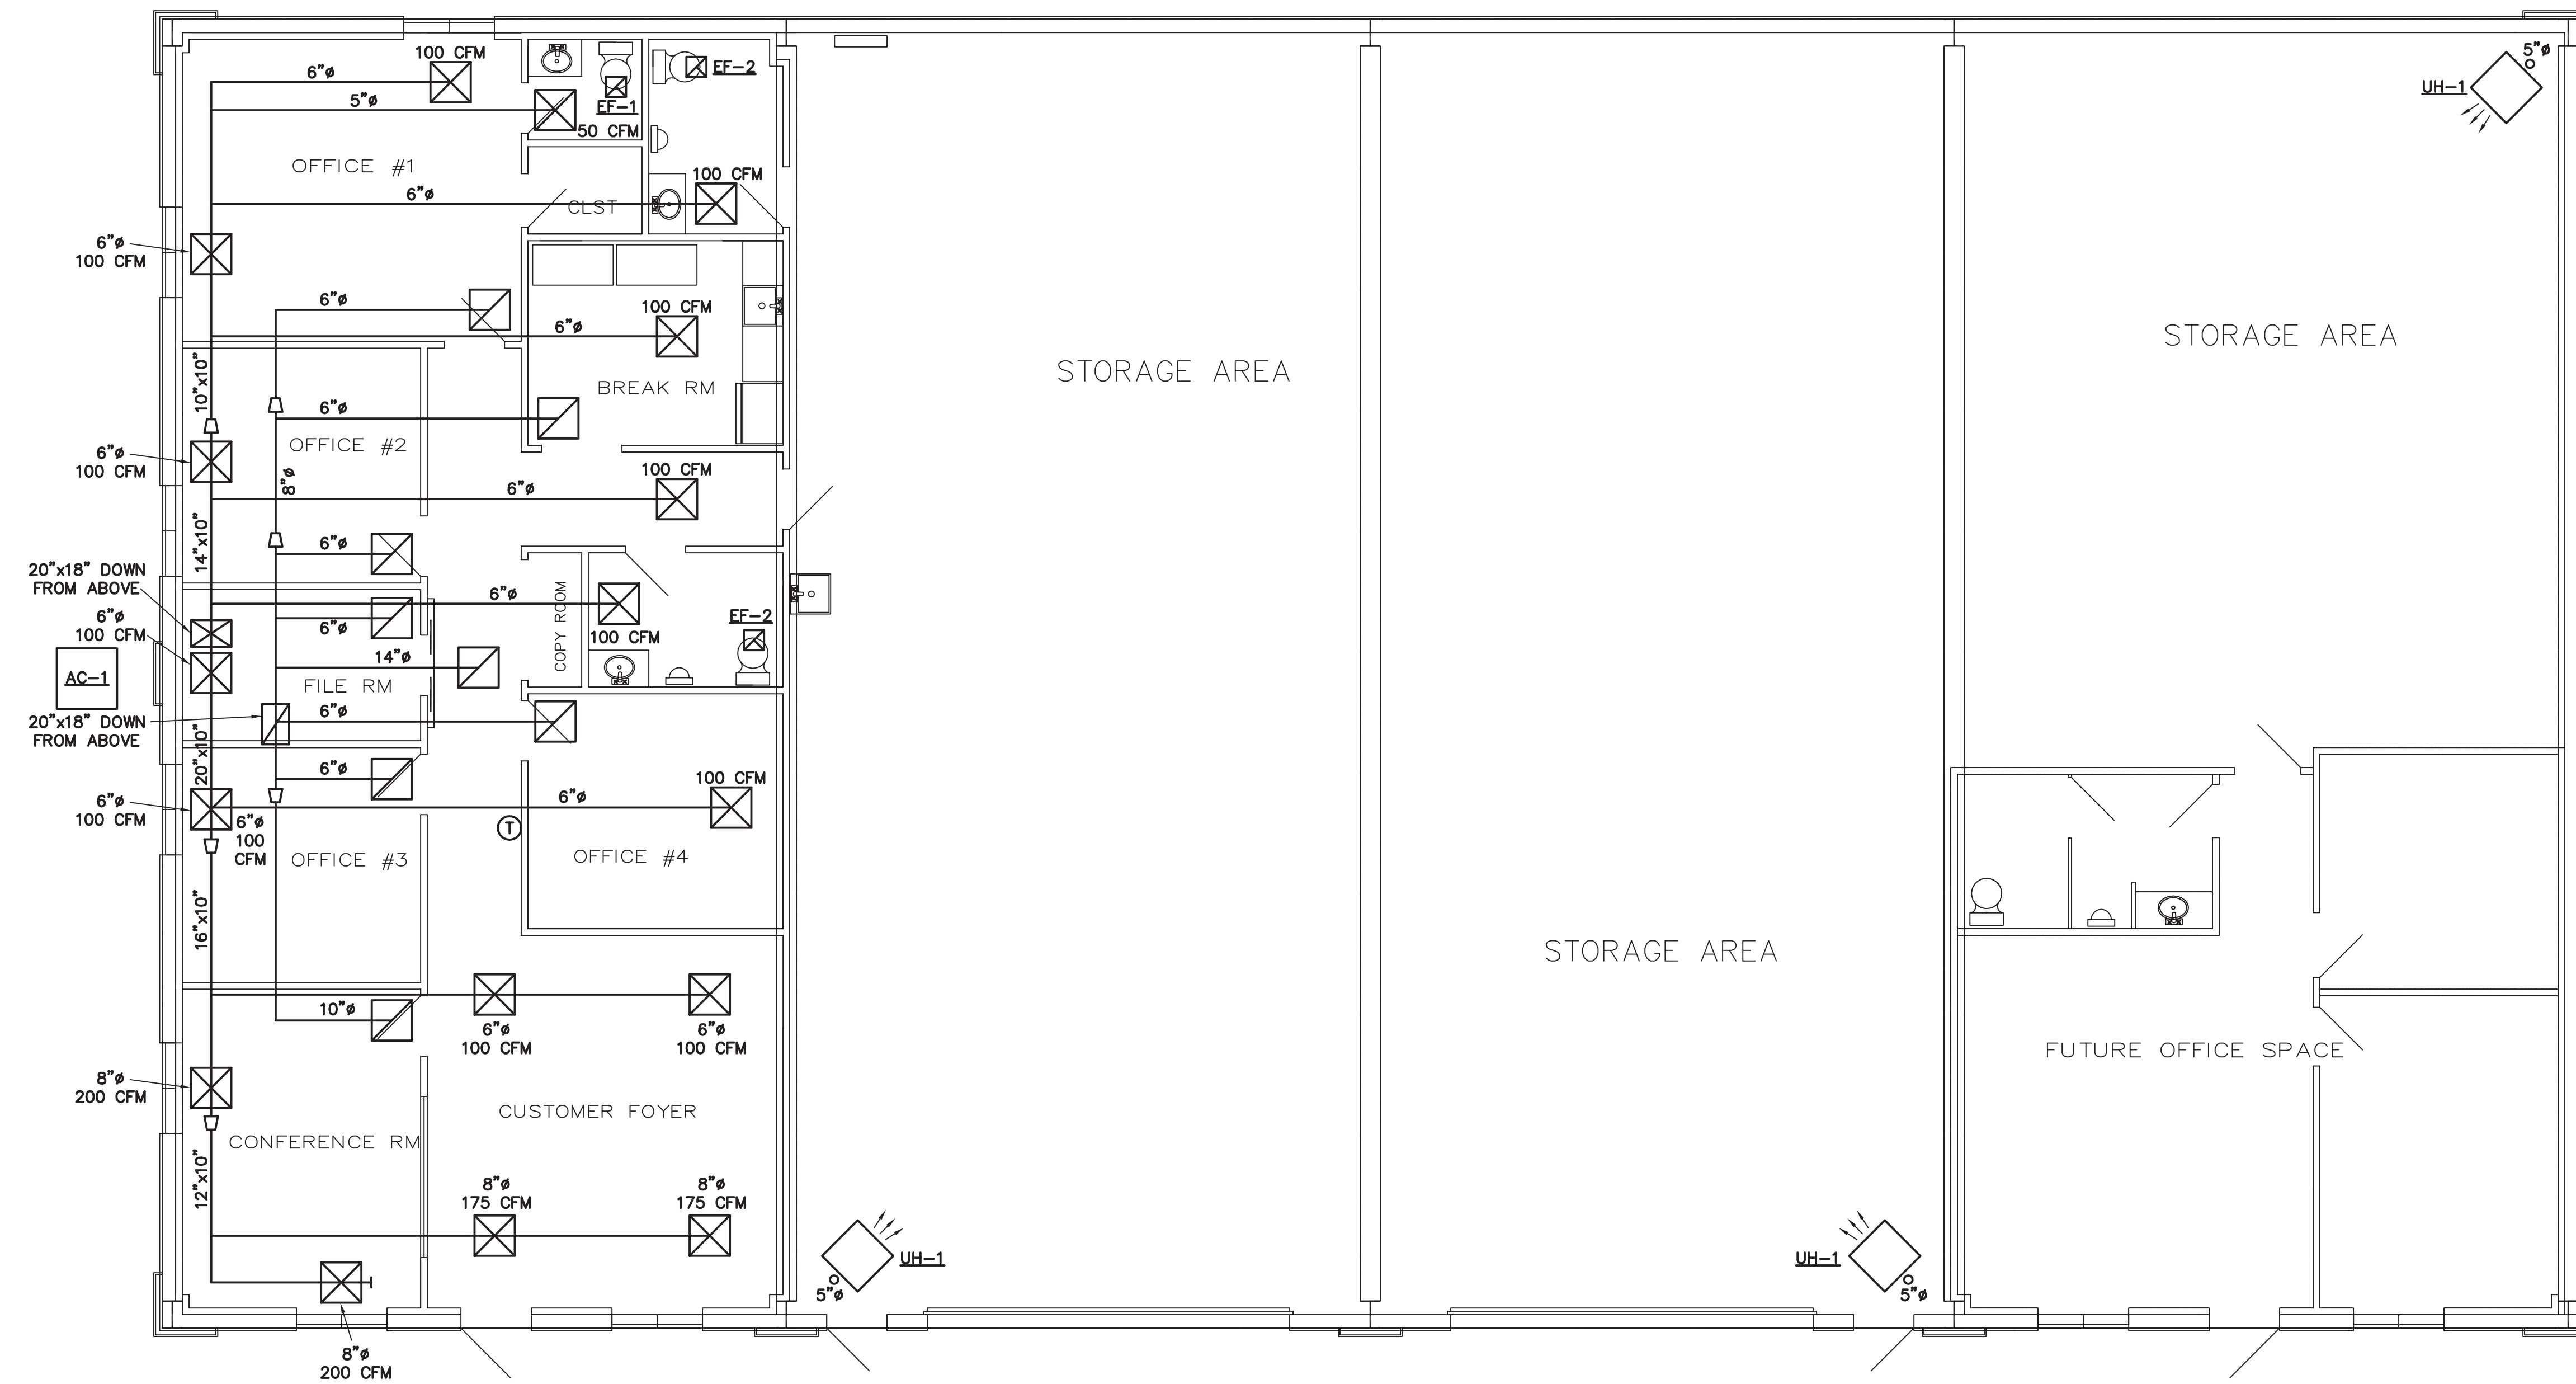 100 CFM
6"ø
5"ø
EF-1
50 CFM
EF-2
OFFICE #1
6"ø
100 CFM
CLST
6"ø
100 CFM
6"ø
100 CFM
6"ø
10"x10"
BREAK RM
6"ø
OFFICE #2
6"ø
100 CFM
8"ø
100 CFM
6"ø
14"x10"
6"ø
20"x18" DOWN
FROM ABOVE
6"ø
100 CFM
6"ø
6"ø
100 CFM
COPY ROOM
EF-2
AC-1
14"ø
FILE RM
20"x18" DOWN
FROM ABOVE
6"ø
20"x10"
6"ø
100 CFM
6"ø
6"ø
100 CFM
6"ø
100
CFM
T
OFFICE #3
OFFICE #4
16"x10"
10"ø
6"ø
100 CFM
6"ø
100 CFM
8"ø
200 CFM
CUSTOMER FOYER
CONFERENCE RM
12"x10"
8"ø
175 CFM
8"ø
175 CFM
8"ø
200 CFM
STORAGE AREA
UH-1
5"ø
STORAGE AREA
UH-1
5"ø
5"ø
UH-1
STORAGE AREA
FUTURE OFFICE SPACE